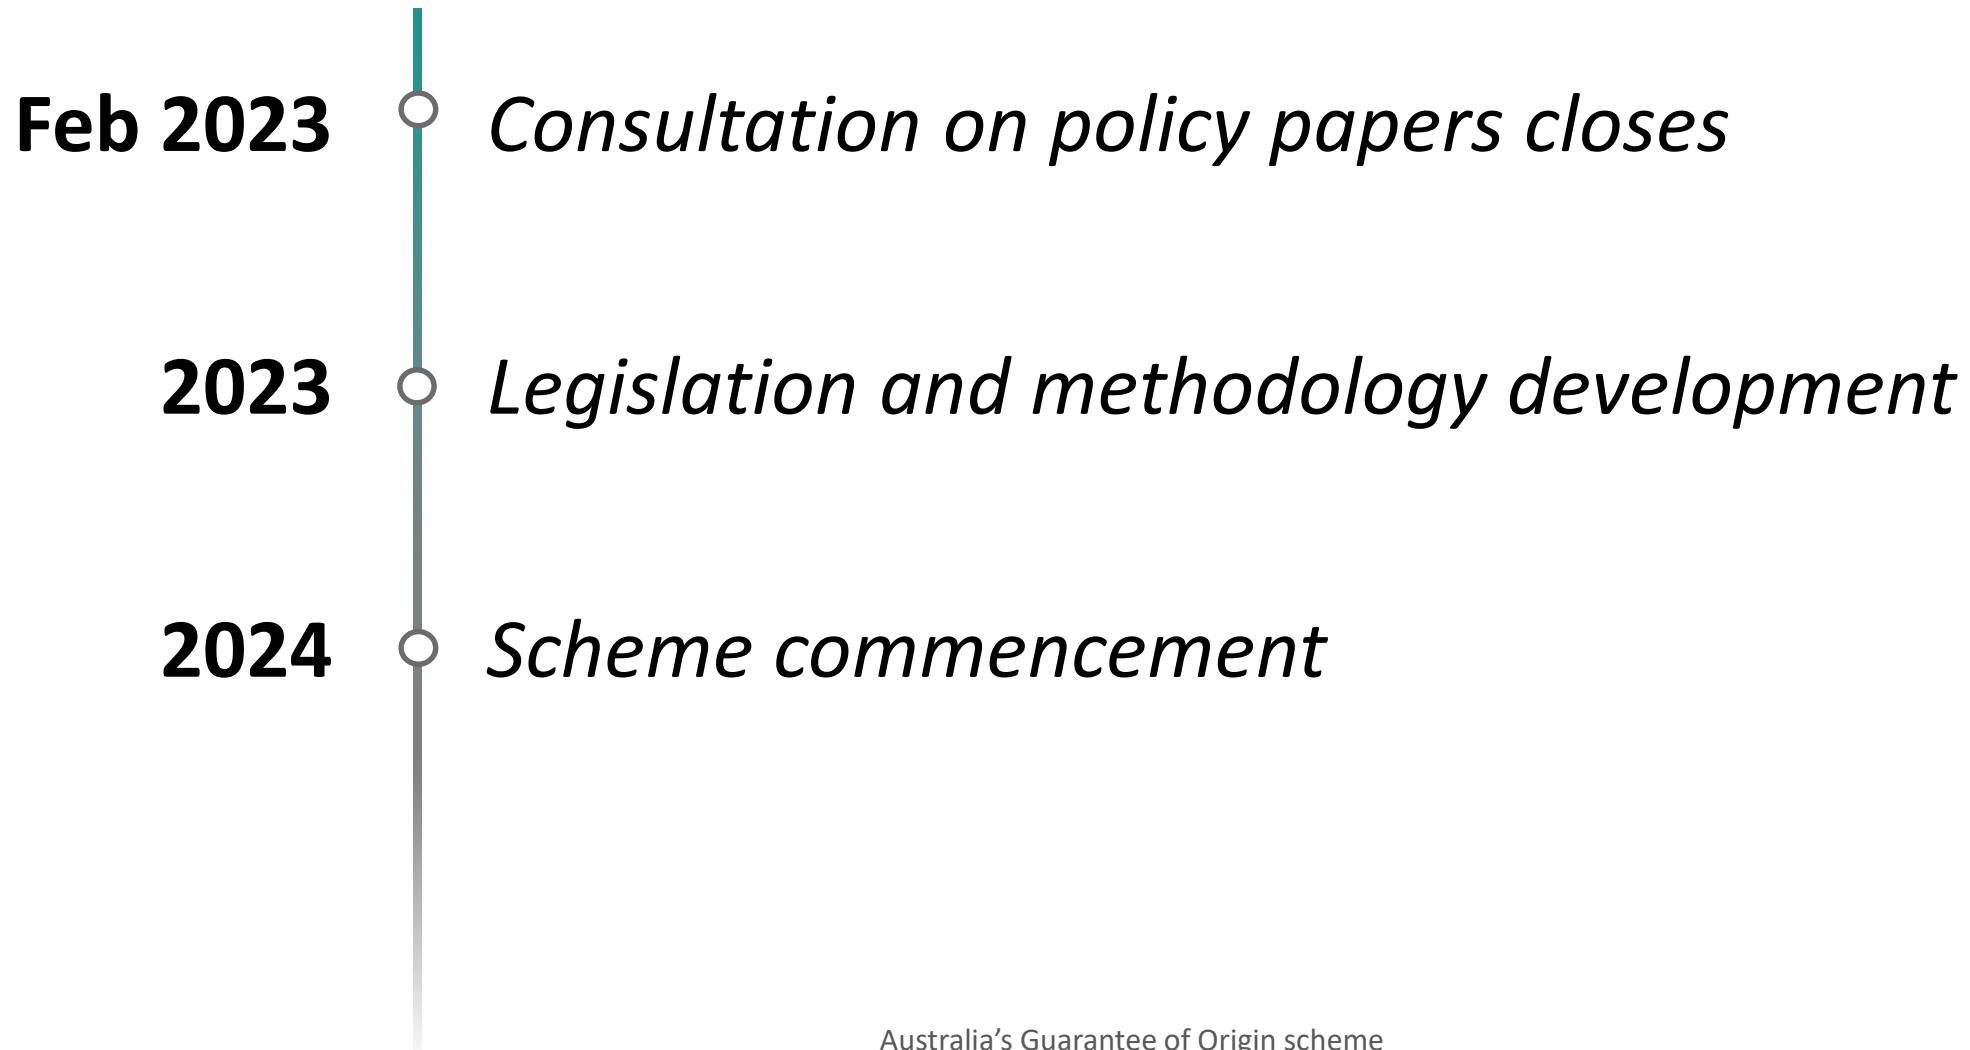 Feb 2023 Consultation on policy papers closes
2023 Legislation and methodology development
2024 Scheme commencement
Australia’s Guarantee of Origin scheme